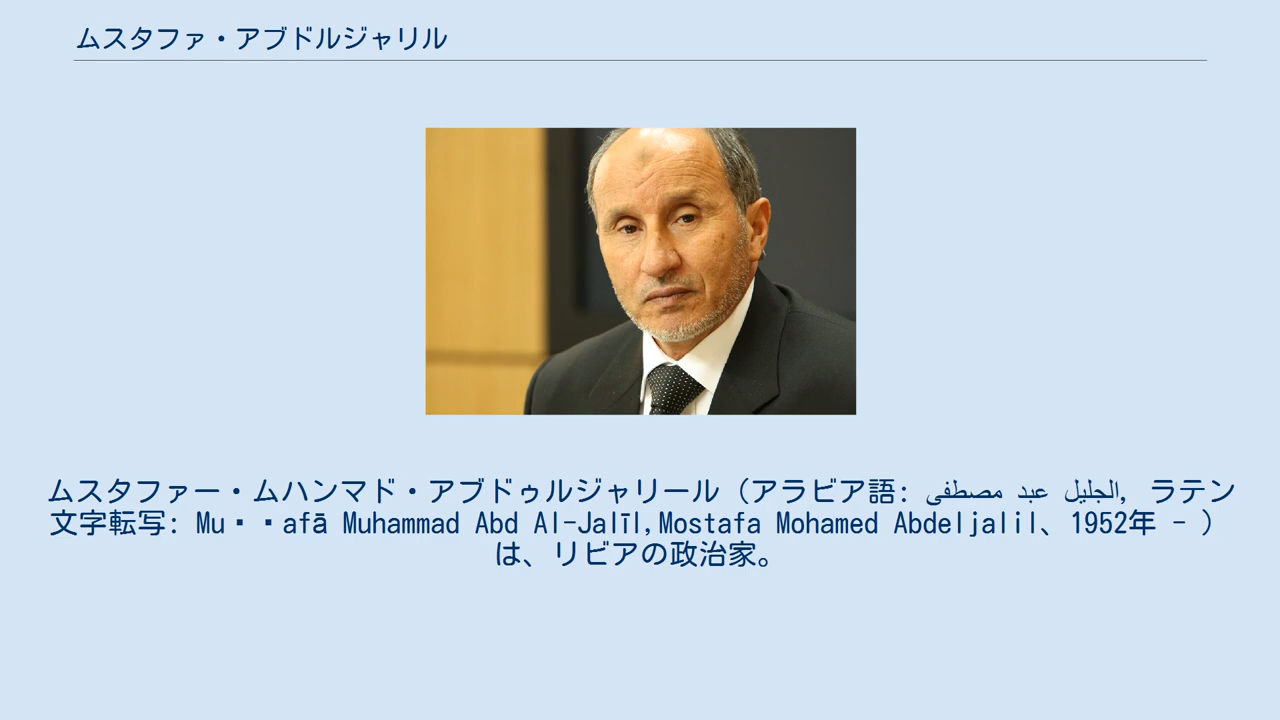 ムスタファ・アブドルジャリル
ムスタファー・ムハンマド・アブドゥルジャリール（アラビア語: الجليل عبد مصطفى, ラテン
文字転写: Mu▪▪afā Muhammad Abd Al-Jalīl,Mostafa Mohamed Abdeljalil、1952年 - ）
は、リビアの政治家。